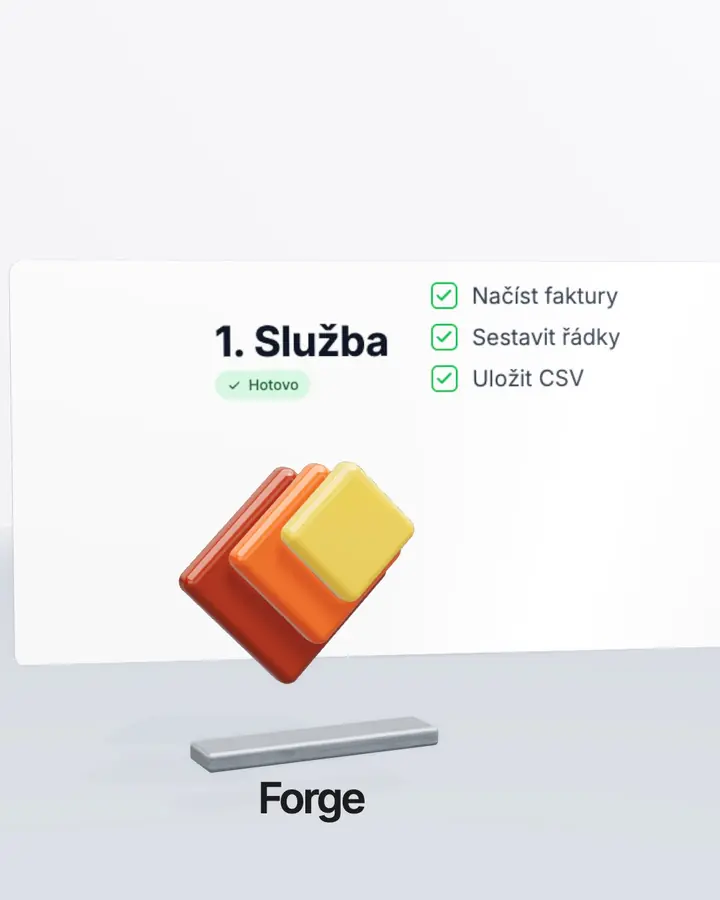 1. Služba
Hotovo
Načíst faktury
Sestavit řádky
Uložit CSV
Forge